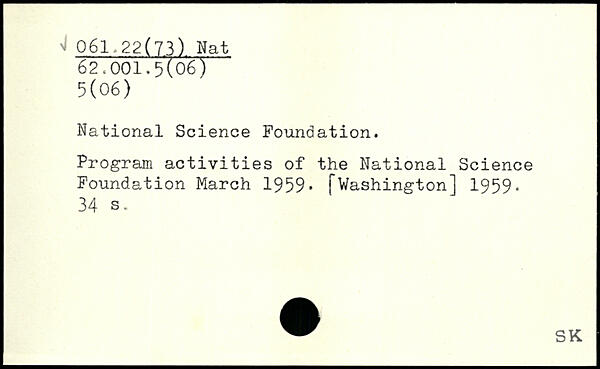 √ 061.22(73) Nat
62.001.5(06)
5(06)
National Science Foundation.
Program activities of the National Science
Foundation March 1959. [Washington] 1959.
34 s.
SK